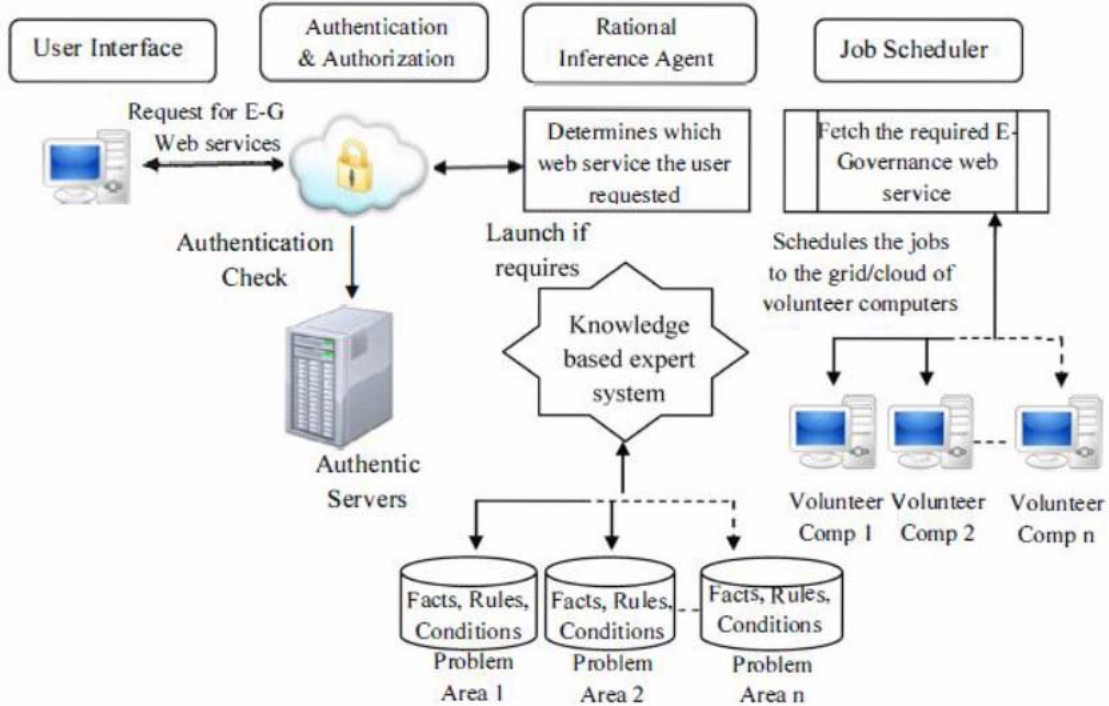 User Interface
Authentication
& Authorization
Rational
Inference Agent
Job Scheduler
Request for E-G
Web services
Determines which
web service the user
requested
Fetch the required E-
Governance web
service
Authentication
Check
Launch if
requires
Schedules the jobs
to the grid/cloud of
volunteer computers
Knowledge
based expert
system
Authentic
Servers
Volunteer
Comp 1
Volunteer
Comp 2
Volunteer
Comp n
Facts, Rules,
Conditions
Facts, Rules,
Conditions
Facts, Rules,
Conditions
Problem
Area 1
Problem
Area 2
Problem
Area n